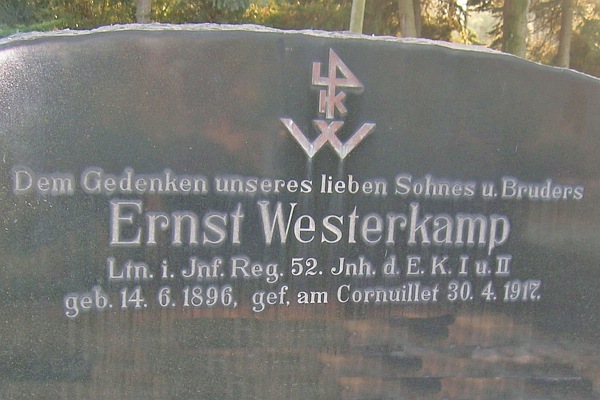 Dem Gedenken unseres lieben Sohnes u. Bruders
Ernst Westerkamp
Ltn. i. Jnf. Reg. 52. Jnh. d. E. K. I u. II
geb. 14. 6. 1896, gef, am Cornuillet 30. 4. 1917.